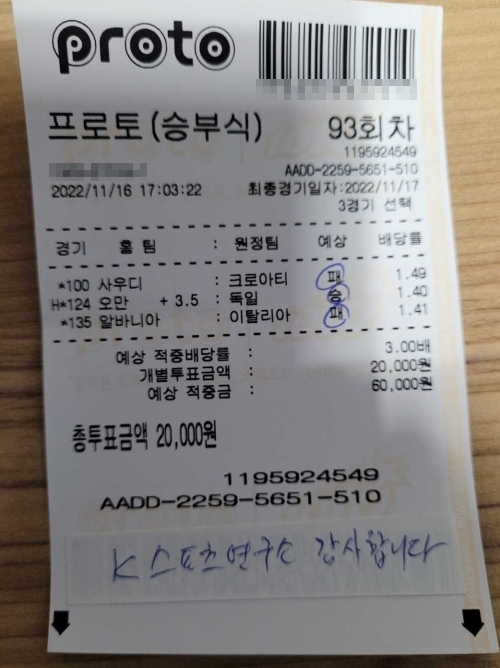 proto
프로토(승부식) 93회차
1195924549
AADD-2259-5651-510
2022/11/16 17:03:22 최종경기일자:2022/11/17
3경기 선택
경기 홈 팀 : 원정팀 예상 배당률
*100 사우디 : 크로아티 패 1.49
H*124 오만 + 3.5 : 독일 승 1.40
*135 알바니아 : 이탈리아 패 1.41
예상 적중배당률 : 3.00배
개별투표금액 : 20,000원
예상 적중금 : 60,000원
총투표금액 20,000원
1195924549
AADD-2259-5651-510
K 스포츠연구소 감사합니다